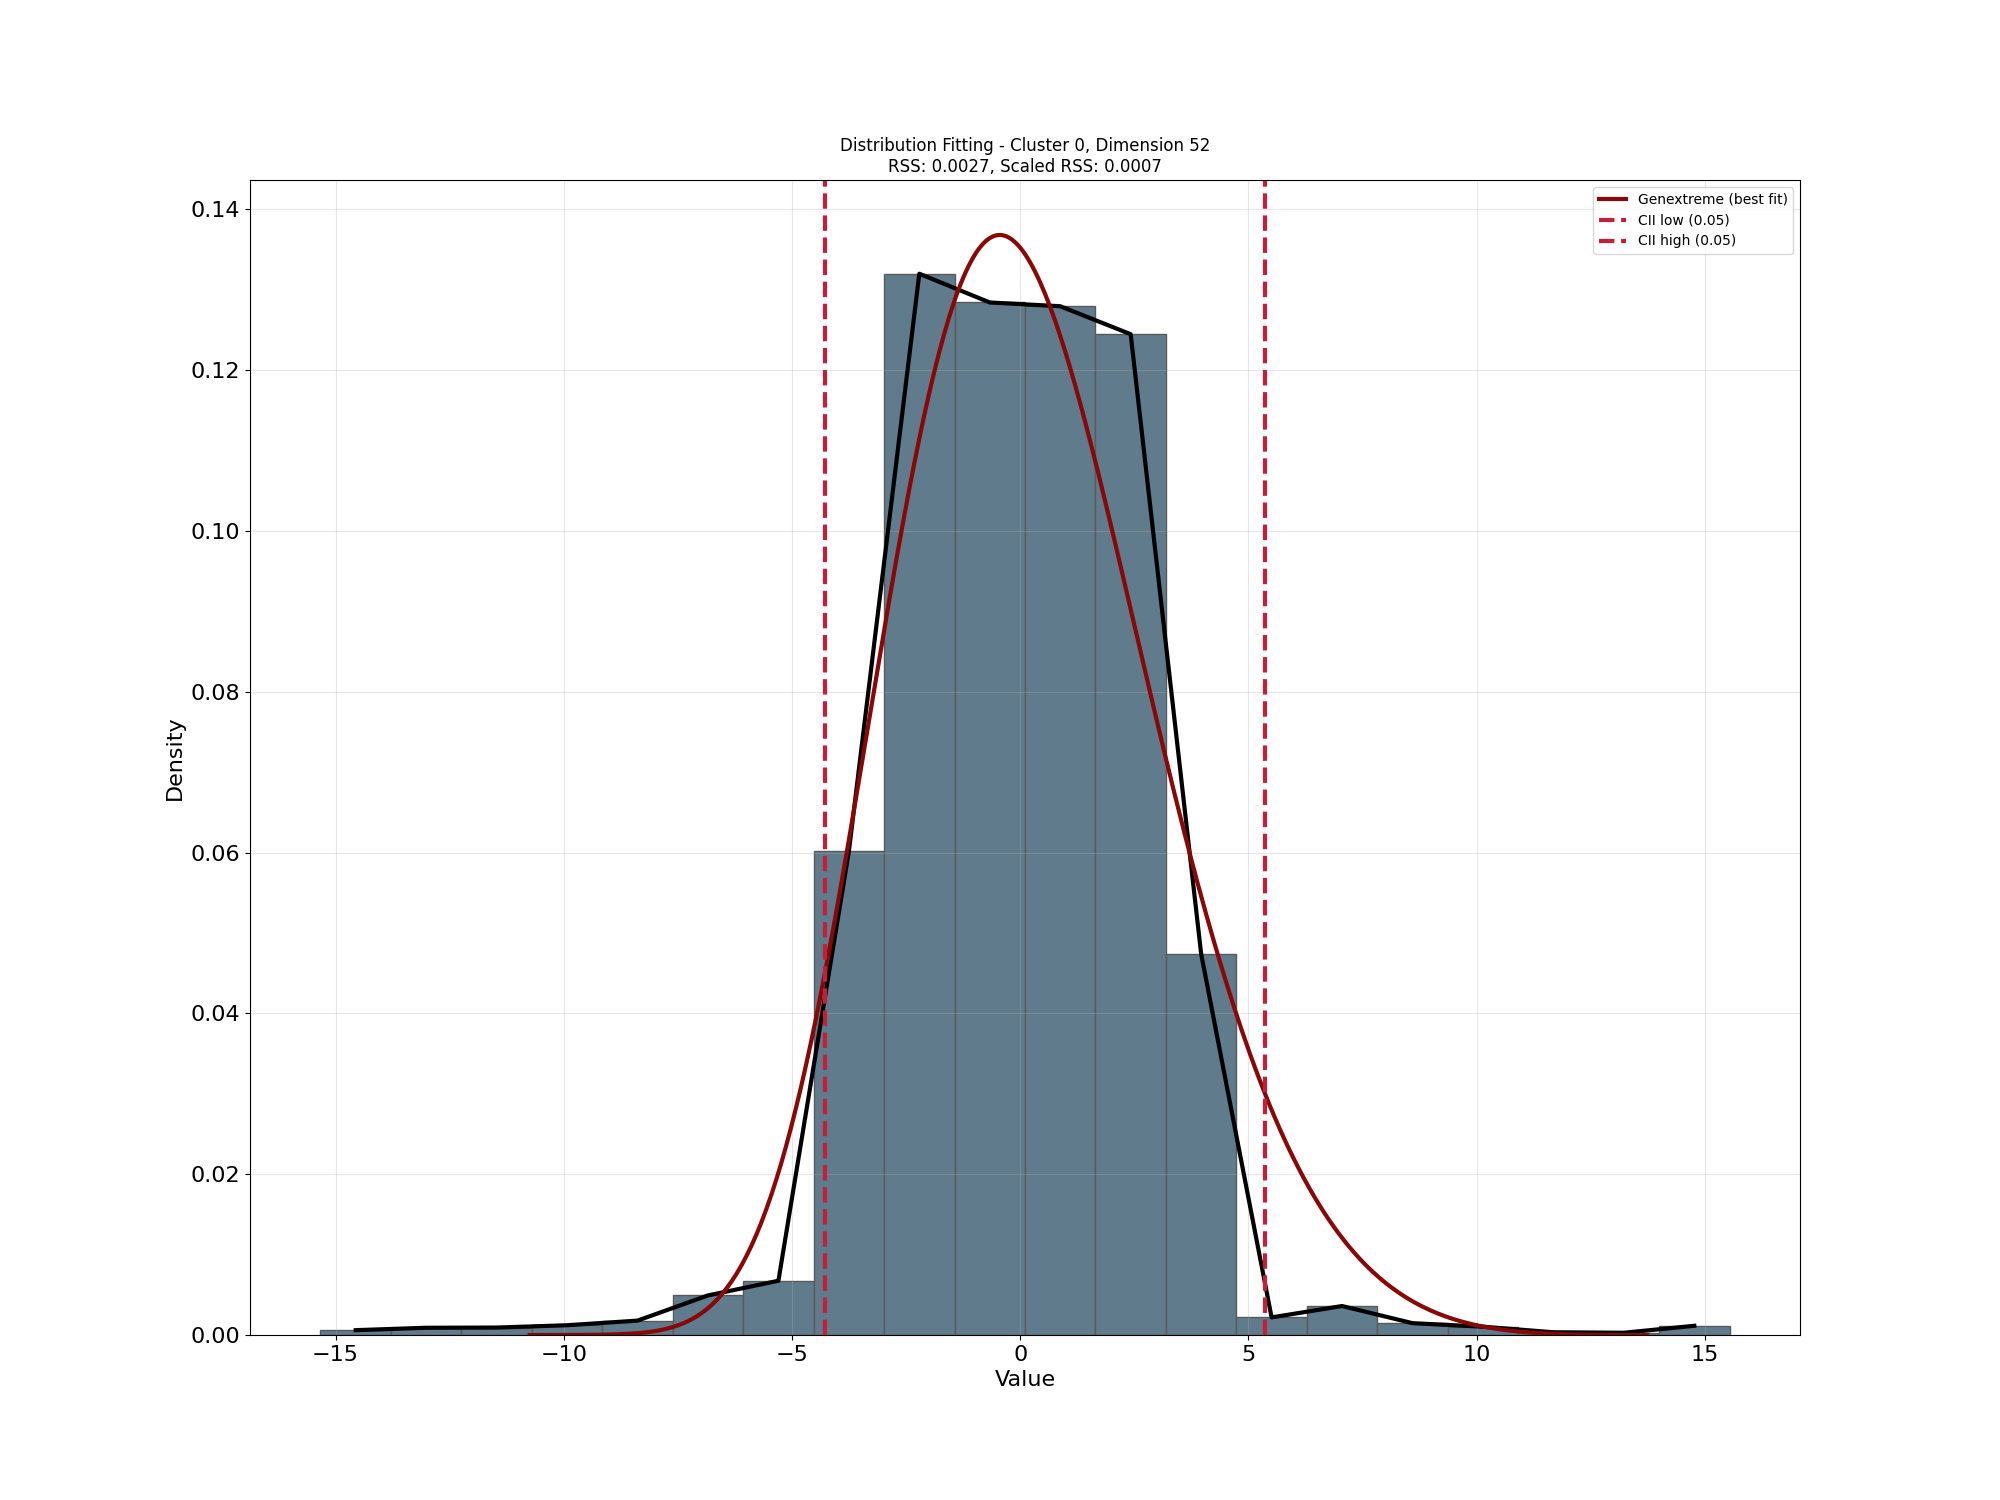 Distribution Fitting - Cluster 0, Dimension 52
RSS: 0.0027, Scaled RSS: 0.0007
Genextreme (best fit)
CII low (0.05)
CII high (0.05)
0.14
0.12
0.10
0.08
0.06
0.04
0.02
0.00
Density
−15
−10
−5
0
5
10
15
Value